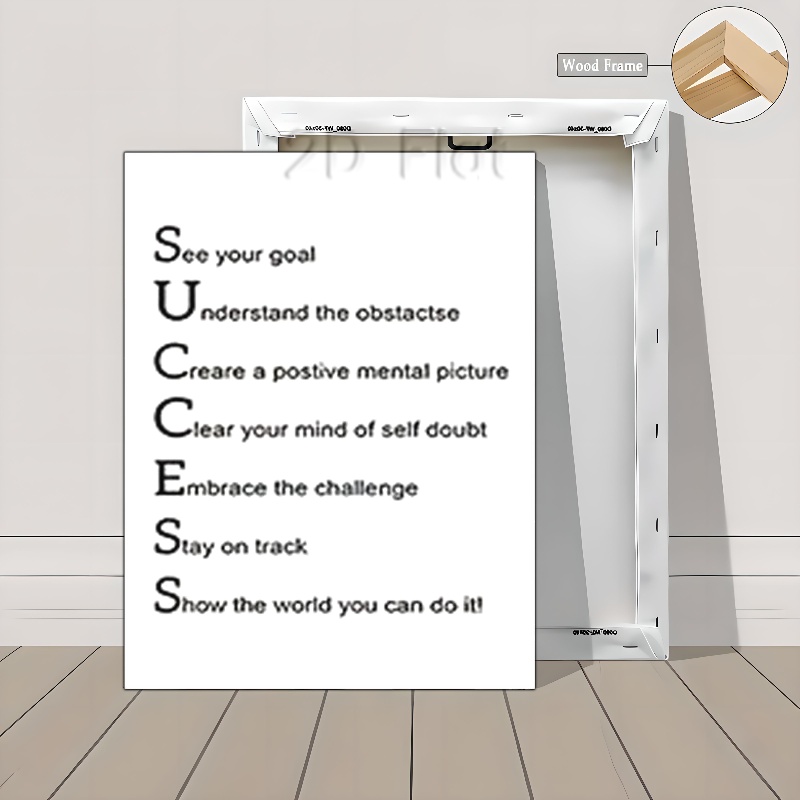 Wood Frame
2D Flat
See your goal
Understand the obstactse
Creare a postive mental picture
Clear your mind of self doubt
Embrace the challenge
Stay on track
Show the world you can do it!